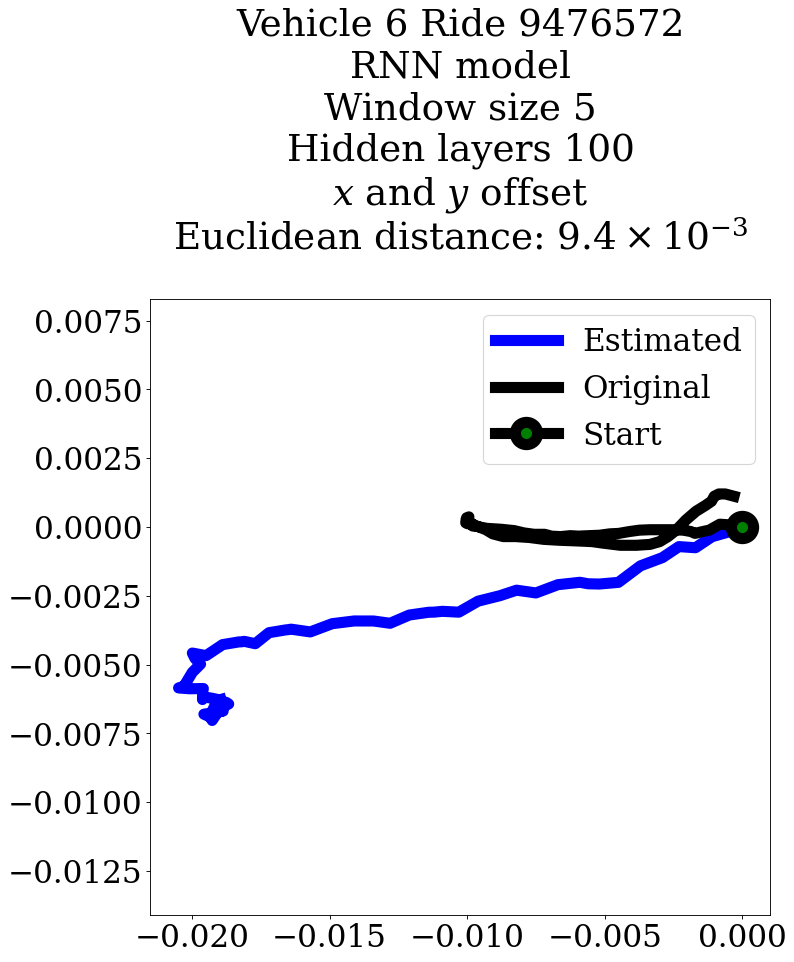 Vehicle 6 Ride 9476572
RNN model
Window size 5
Hidden layers 100
x and y offset
Euclidean distance: 9.4 × 10⁻³
Estimated
Original
Start
0.0075
0.0050
0.0025
0.0000
−0.0025
−0.0050
−0.0075
−0.0100
−0.0125
−0.020 −0.015 −0.010 −0.005 0.000